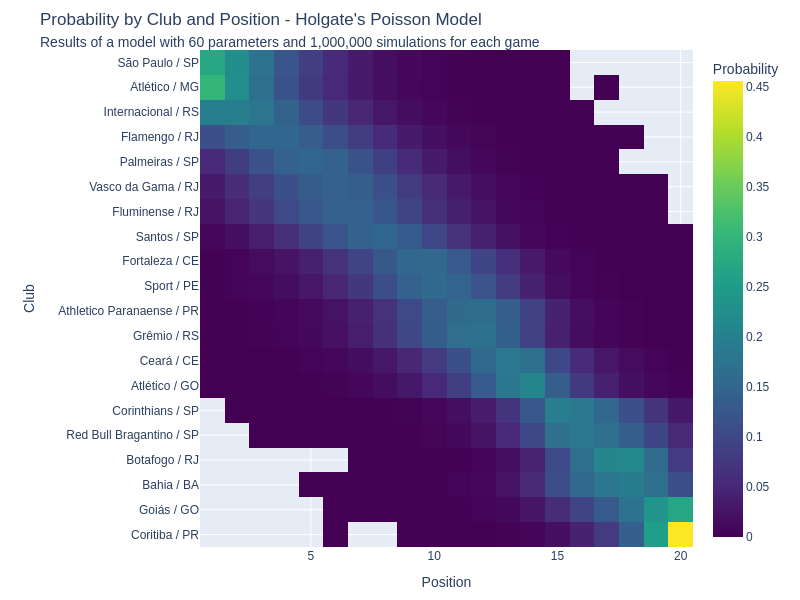 Probability by Club and Position - Holgate's Poisson Model
Results of a model with 60 parameters and 1,000,000 simulations for each game
Probability
Club
São Paulo / SP
Atlético / MG
Internacional / RS
Flamengo / RJ
Palmeiras / SP
Vasco da Gama / RJ
Fluminense / RJ
Santos / SP
Fortaleza / CE
Sport / PE
Athletico Paranaense / PR
Grêmio / RS
Ceará / CE
Atlético / GO
Corinthians / SP
Red Bull Bragantino / SP
Botafogo / RJ
Bahia / BA
Goiás / GO
Coritiba / PR
0.45
0.4
0.35
0.3
0.25
0.2
0.15
0.1
0.05
0
5 10 15 20
Position